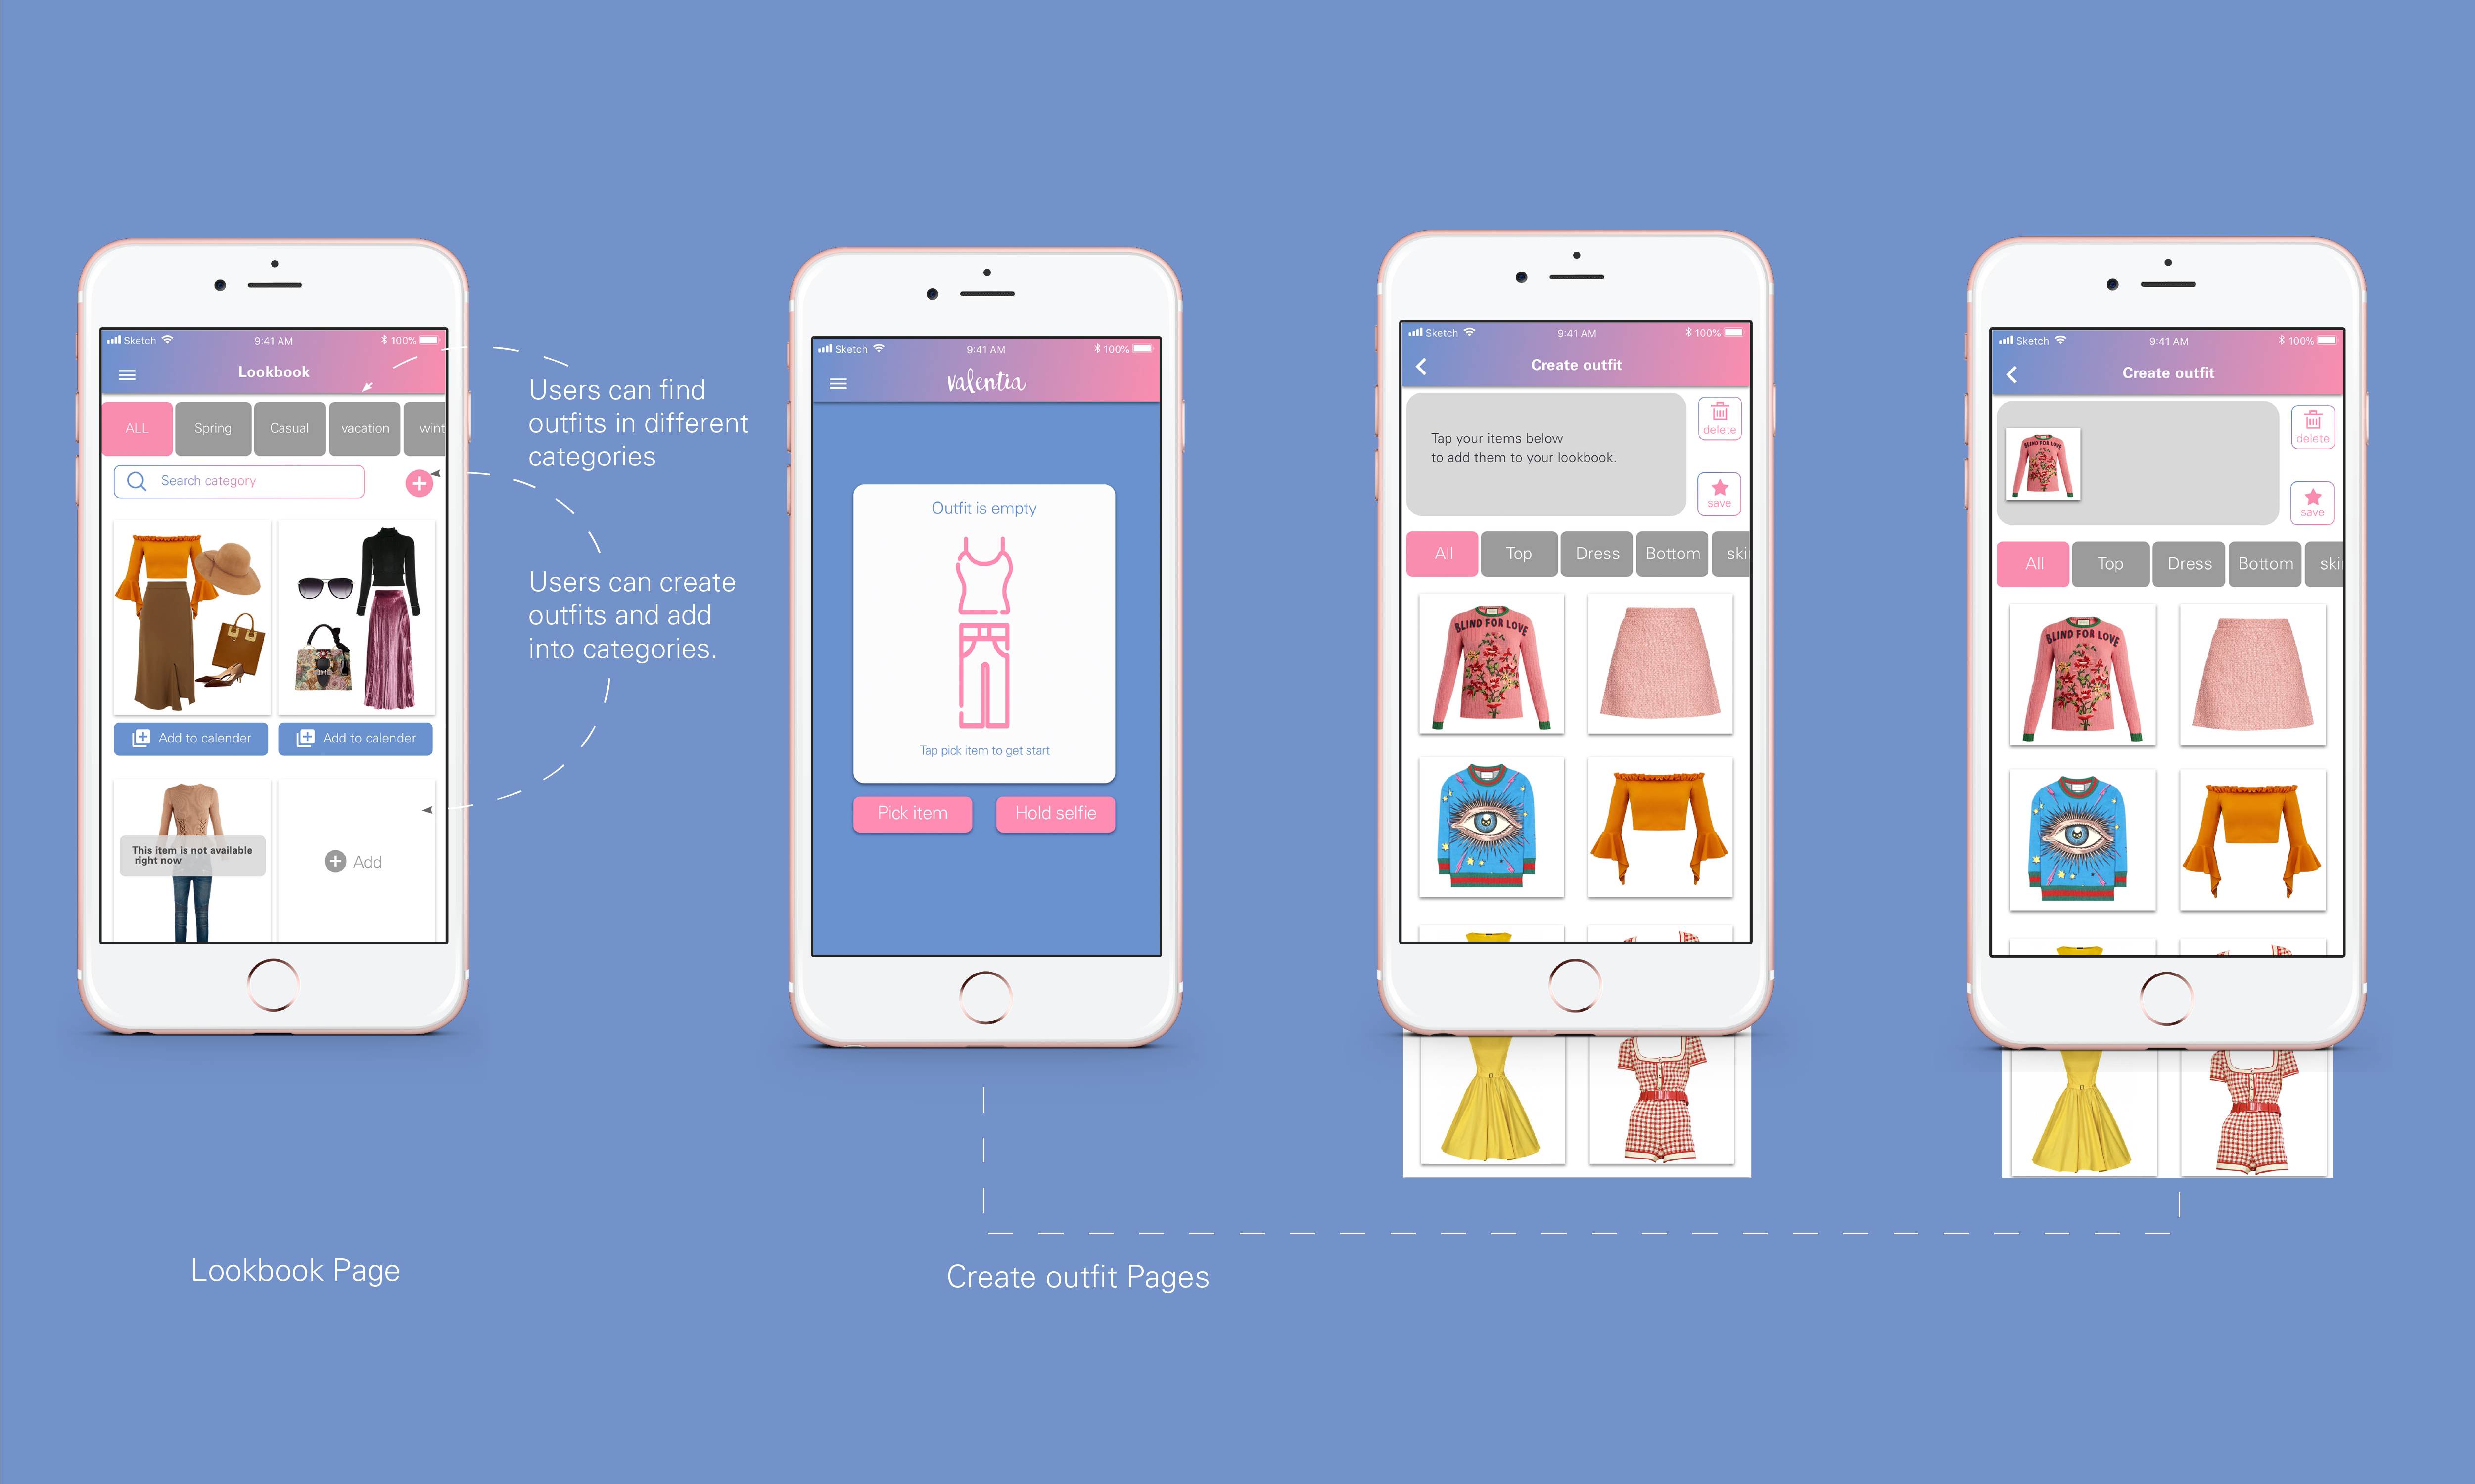 Sketch 9:41 AM 100%
Lookbook
ALL Spring Casual vacation wint
Search category
Add to calender Add to calender
This item is not available
right now
Add
Users can find
outfits in different
categories
Users can create
outfits and add
into categories.
Lookbook Page
Sketch 9:41 AM 100%
valentia
Outfit is empty
Tap pick item to get start
Pick item Hold selfie
Create outfit Pages
Sketch 9:41 AM 100%
Create outfit
Tap your items below
to add them to your lookbook.
delete
save
All Top Dress Bottom ski
BLIND FOR LOVE
Sketch 9:41 AM 100%
Create outfit
BLIND FOR LOVE
delete
save
All Top Dress Bottom ski
BLIND FOR LOVE